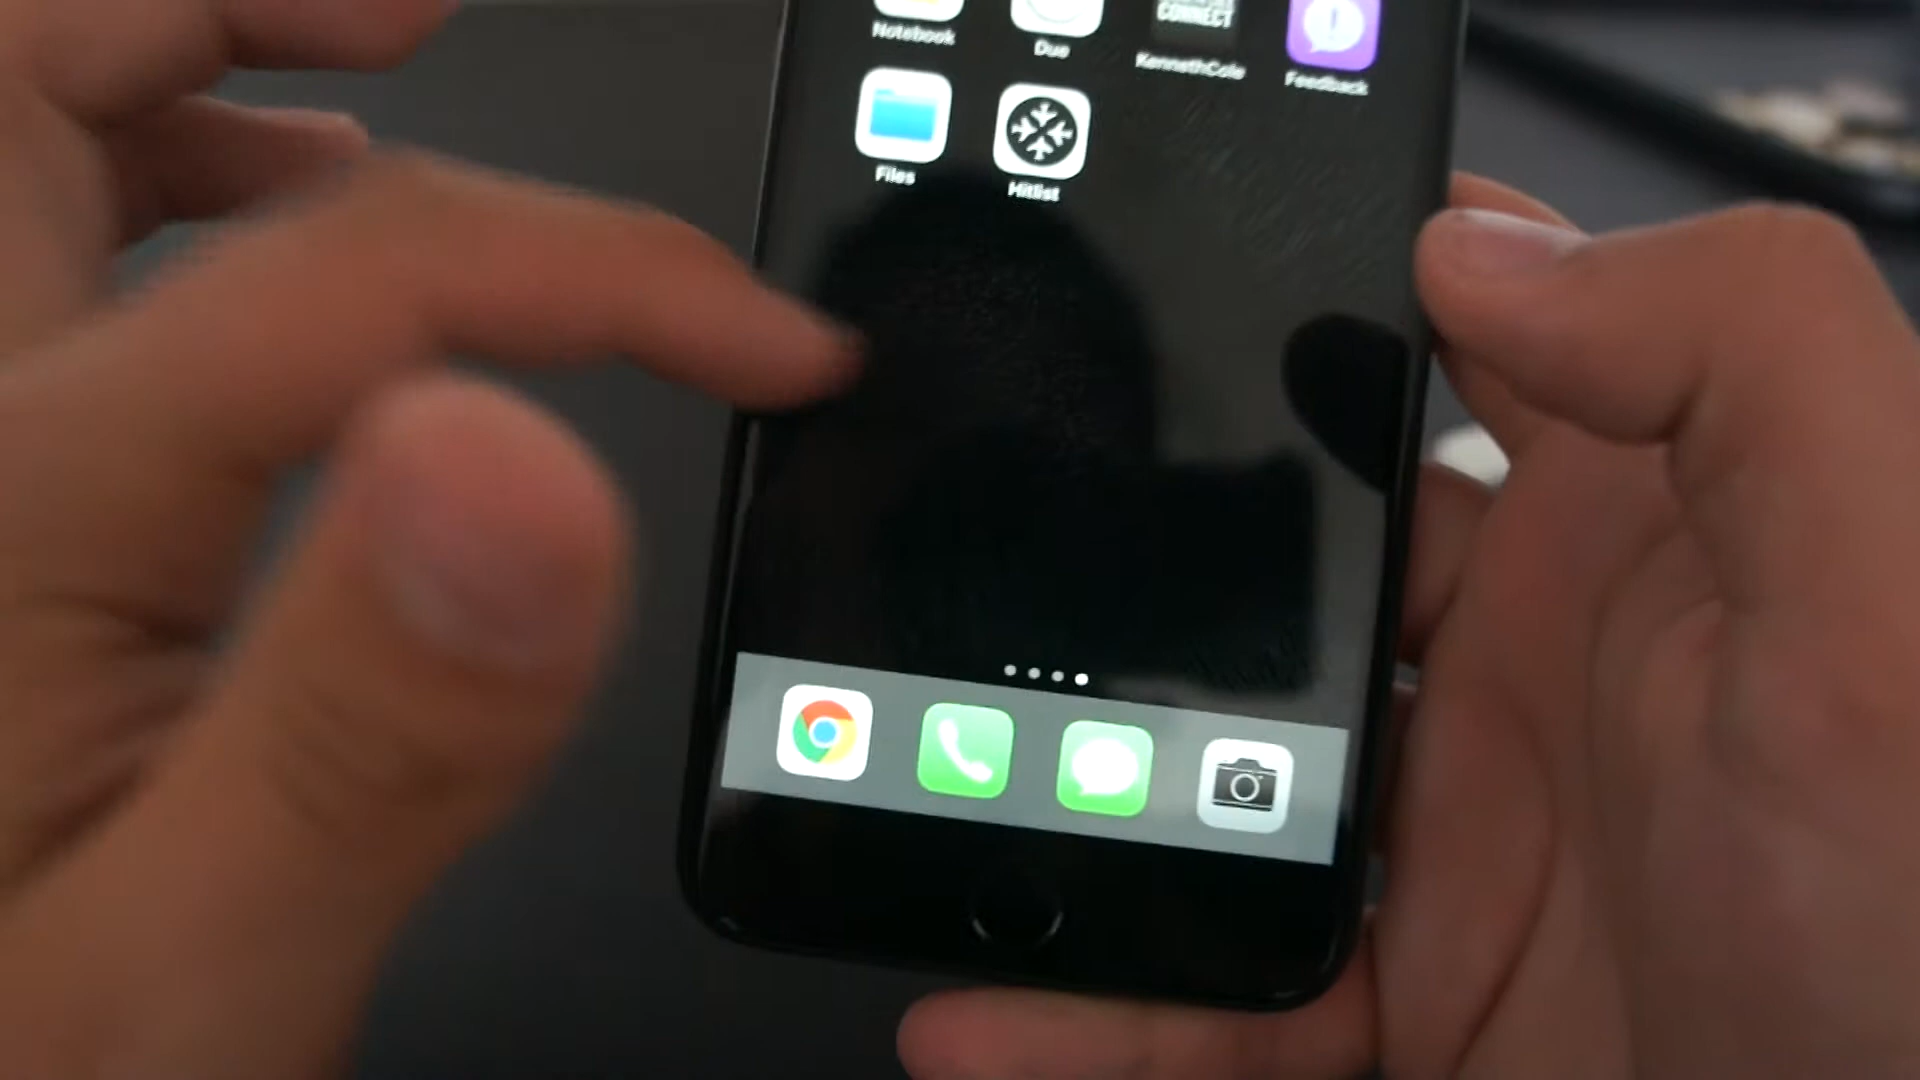 CONNECT
Notebook
Due
KennethCole
Feedback
Files
Hitlist